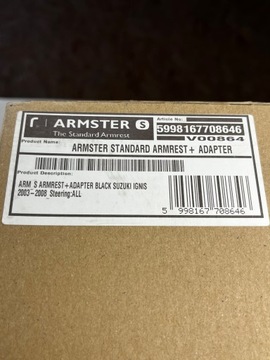 ARMSTER S
The Standard Armrest
Article No.
5998167708646
V00864
Product Name:
ARMSTER STANDARD ARMREST+ ADAPTER
Product Description:
ARM S ARMREST+ADAPTER BLACK SUZUKI IGNIS
2003-2008 Steering:ALL
5 998167 708646